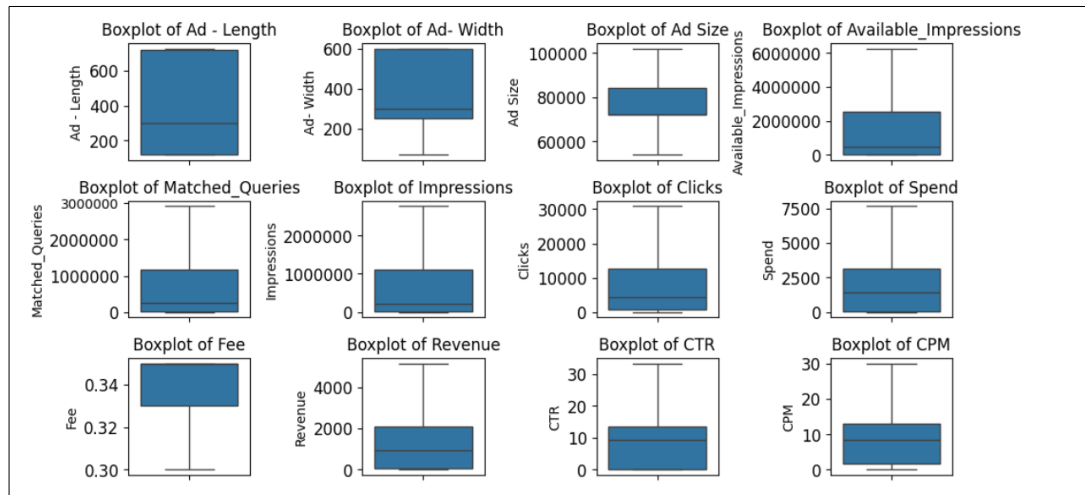 Boxplot of Ad - Length
Ad - Length
600
400
200
Boxplot of Ad- Width
Ad- Width
600
400
200
Boxplot of Ad Size
Ad Size
100000
80000
60000
Boxplot of Available_Impressions
Available_Impressions
6000000
4000000
2000000
0
Boxplot of Matched_Queries
Matched_Queries
3000000
2000000
1000000
0
Boxplot of Impressions
Impressions
2000000
1000000
0
Boxplot of Clicks
Clicks
30000
20000
10000
0
Boxplot of Spend
Spend
7500
5000
2500
0
Boxplot of Fee
Fee
0.34
0.32
0.30
Boxplot of Revenue
Revenue
4000
2000
0
Boxplot of CTR
CTR
30
20
10
0
Boxplot of CPM
CPM
30
20
10
0